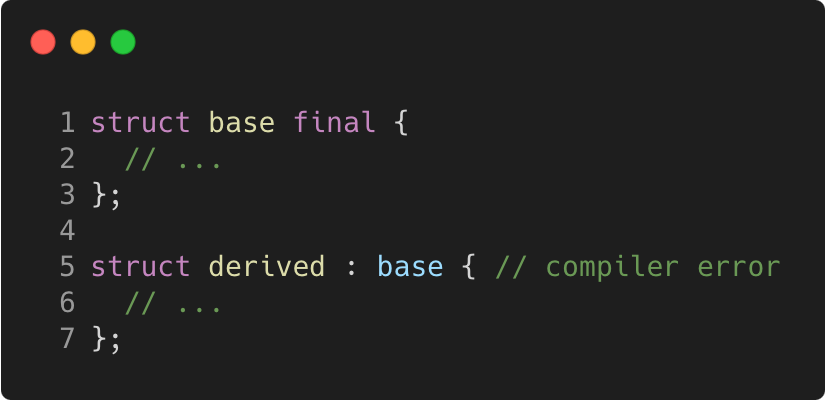 1 struct base final {
2   // ...
3 };
4
5 struct derived : base { // compiler error
6   // ...
7 };